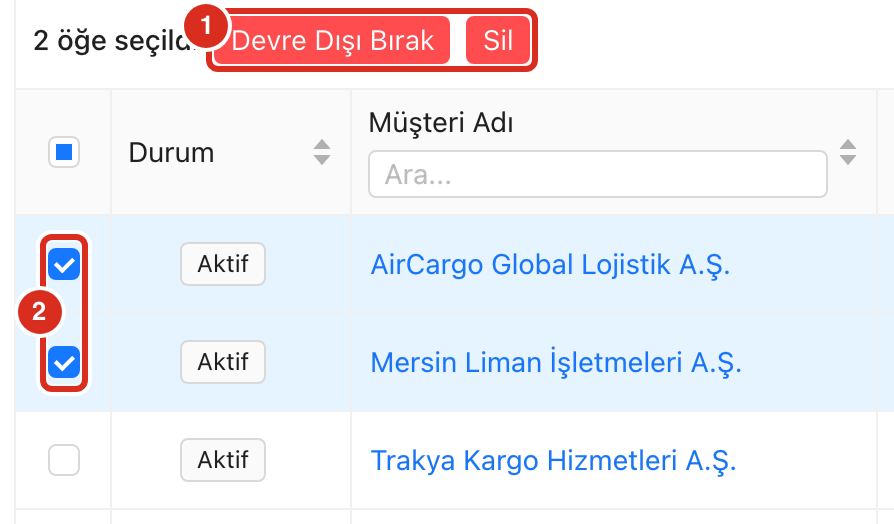 2 öğe seçildi
1
Devre Dışı Bırak
Sil
Durum
Müşteri Adı
Ara...
Aktif
AirCargo Global Lojistik A.Ş.
2
Aktif
Mersin Liman İşletmeleri A.Ş.
Aktif
Trakya Kargo Hizmetleri A.Ş.